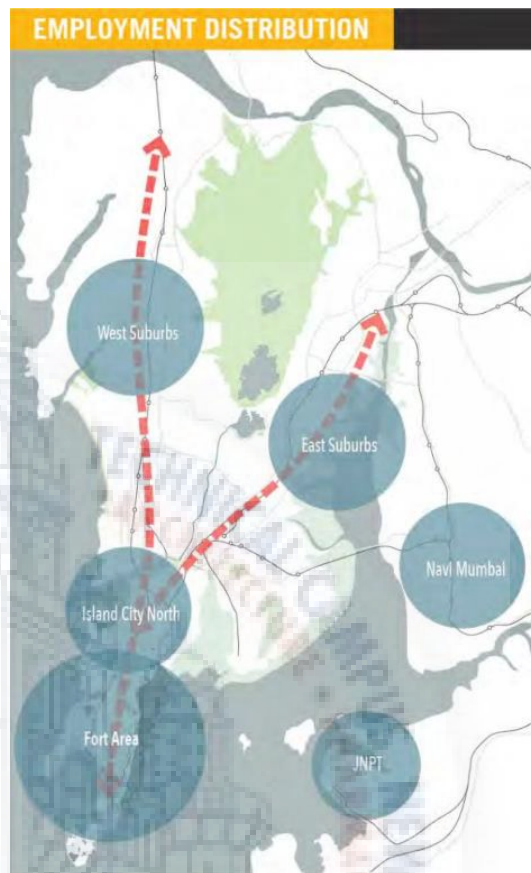 EMPLOYMENT DISTRIBUTION
West Suburbs
East Suburbs
Navi Mumbai
Island City North
Fort Area
JNPT